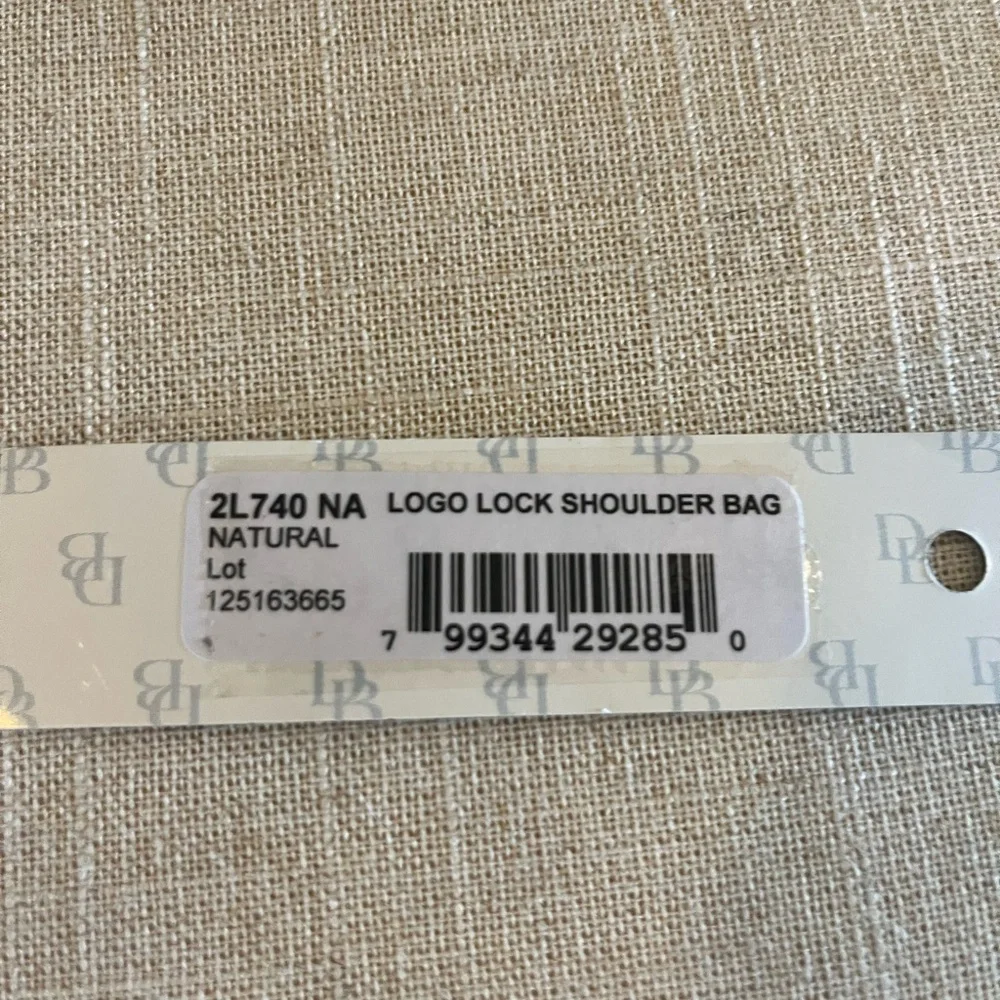 2L740 NA LOGO LOCK SHOULDER BAG
NATURAL
Lot
125163665
7 99344 29285 0